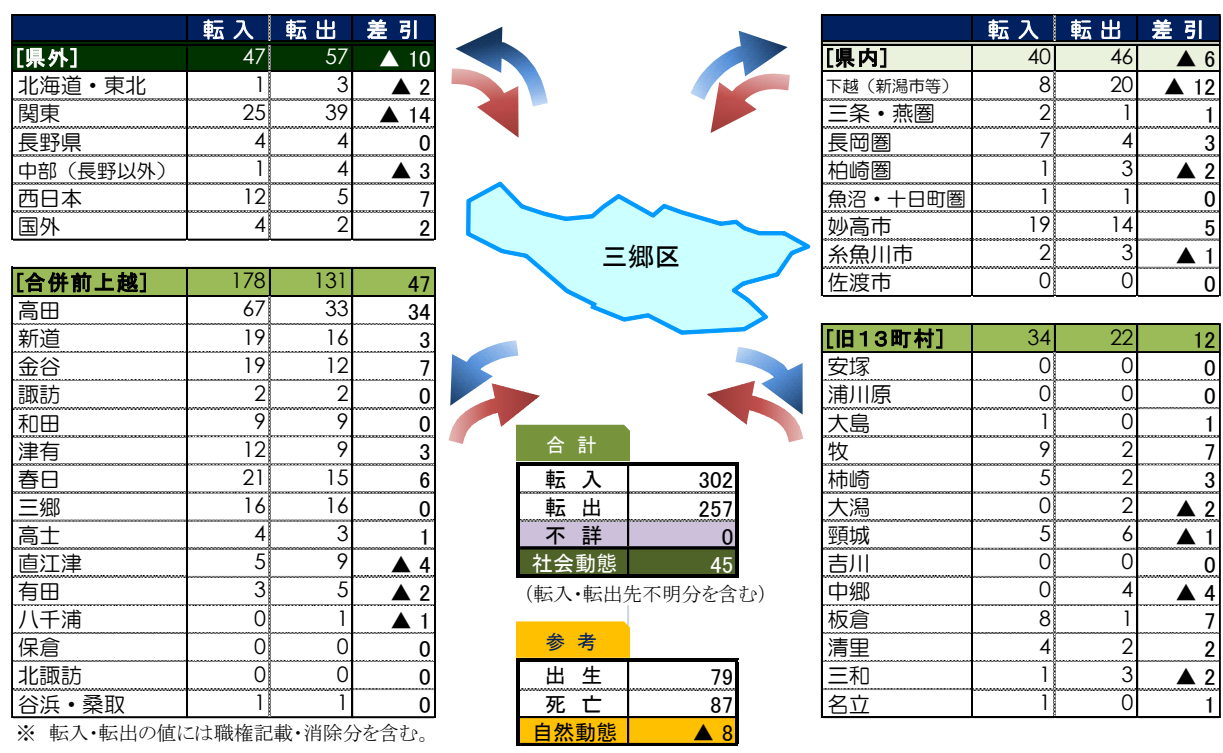 転入 転出 差引
[県外] 47 57 ▲ 10
北海道・東北 1 3 ▲ 2
関東 25 39 ▲ 14
長野県 4 4 0
中部（長野以外） 1 4 ▲ 3
西日本 12 5 7
国外 4 2 2
[合併前上越] 178 131 47
高田 67 33 34
新道 19 16 3
金谷 19 12 7
諏訪 2 2 0
和田 9 9 0
津有 12 9 3
春日 21 15 6
三郷 16 16 0
高士 4 3 1
直江津 5 9 ▲ 4
有田 3 5 ▲ 2
八千浦 0 1 ▲ 1
保倉 0 0 0
北諏訪 0 0 0
谷浜・桑取 1 1 0
※ 転入・転出の値には職権記載・消除分を含む。
三郷区
合計
転入 302
転出 257
不詳 0
社会動態 45
（転入・転出先不明分を含む）
参考
出生 79
死亡 87
自然動態 ▲ 8
転入 転出 差引
[県内] 40 46 ▲ 6
下越（新潟市等） 8 20 ▲ 12
三条・燕圏 2 1 1
長岡圏 7 4 3
柏崎圏 1 3 ▲ 2
魚沼・十日町圏 1 1 0
妙高市 19 14 5
糸魚川市 2 3 ▲ 1
佐渡市 0 0 0
[旧13町村] 34 22 12
安塚 0 0 0
浦川原 0 0 0
大島 1 0 1
牧 9 2 7
柿崎 5 2 3
大潟 0 2 ▲ 2
頸城 5 6 ▲ 1
吉川 0 0 0
中郷 0 4 ▲ 4
板倉 8 1 7
清里 4 2 2
三和 1 3 ▲ 2
名立 1 0 1